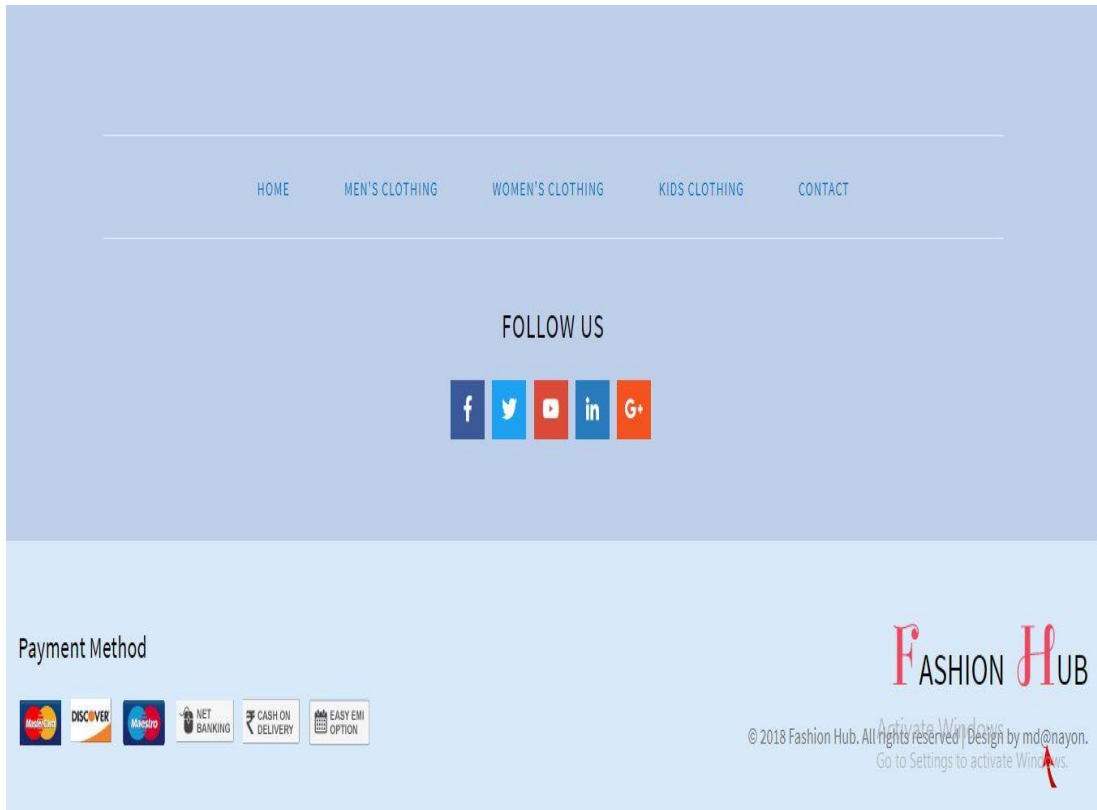 HOME MEN'S CLOTHING WOMEN'S CLOTHING KIDS CLOTHING CONTACT
FOLLOW US
f in G+
Payment Method
FASHION HUB
MasterCard DISCOVER Maestro NET BANKING ₹ CASH ON DELIVERY EASY EMI OPTION
© 2018 Fashion Hub. All rights reserved | Design by md@nayon.
Activate Windows
Go to Settings to activate Windows.